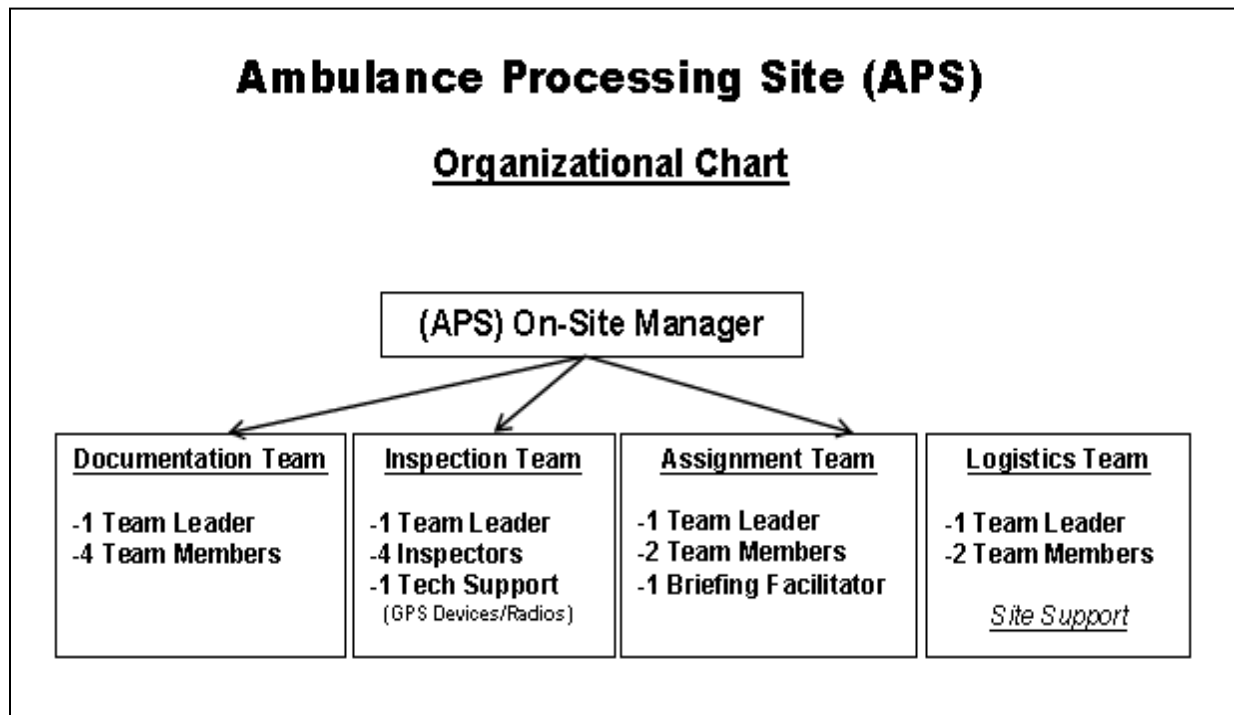 Ambulance Processing Site (APS)
Organizational Chart
(APS) On-Site Manager
Documentation Team
-1 Team Leader
-4 Team Members
Inspection Team
-1 Team Leader
-4 Inspectors
-1 Tech Support
(GPS Devices/Radios)
Assignment Team
-1 Team Leader
-2 Team Members
-1 Briefing Facilitator
Logistics Team
-1 Team Leader
-2 Team Members
Site Support